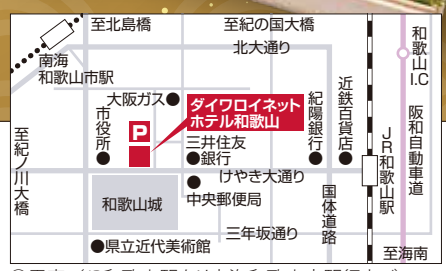 至北島橋
至紀の国大橋
北大通り
和歌山I.C
南海
和歌山市駅
大阪ガス
ダイワロイネット
ホテル和歌山
市役所
P
紀陽銀行
近鉄百貨店
三井住友
銀行
至紀ノ川大橋
JR和歌山駅
阪和自動車道
けやき大通り
中央郵便局
国体道路
和歌山城
三年坂通り
県立近代美術館
至海南